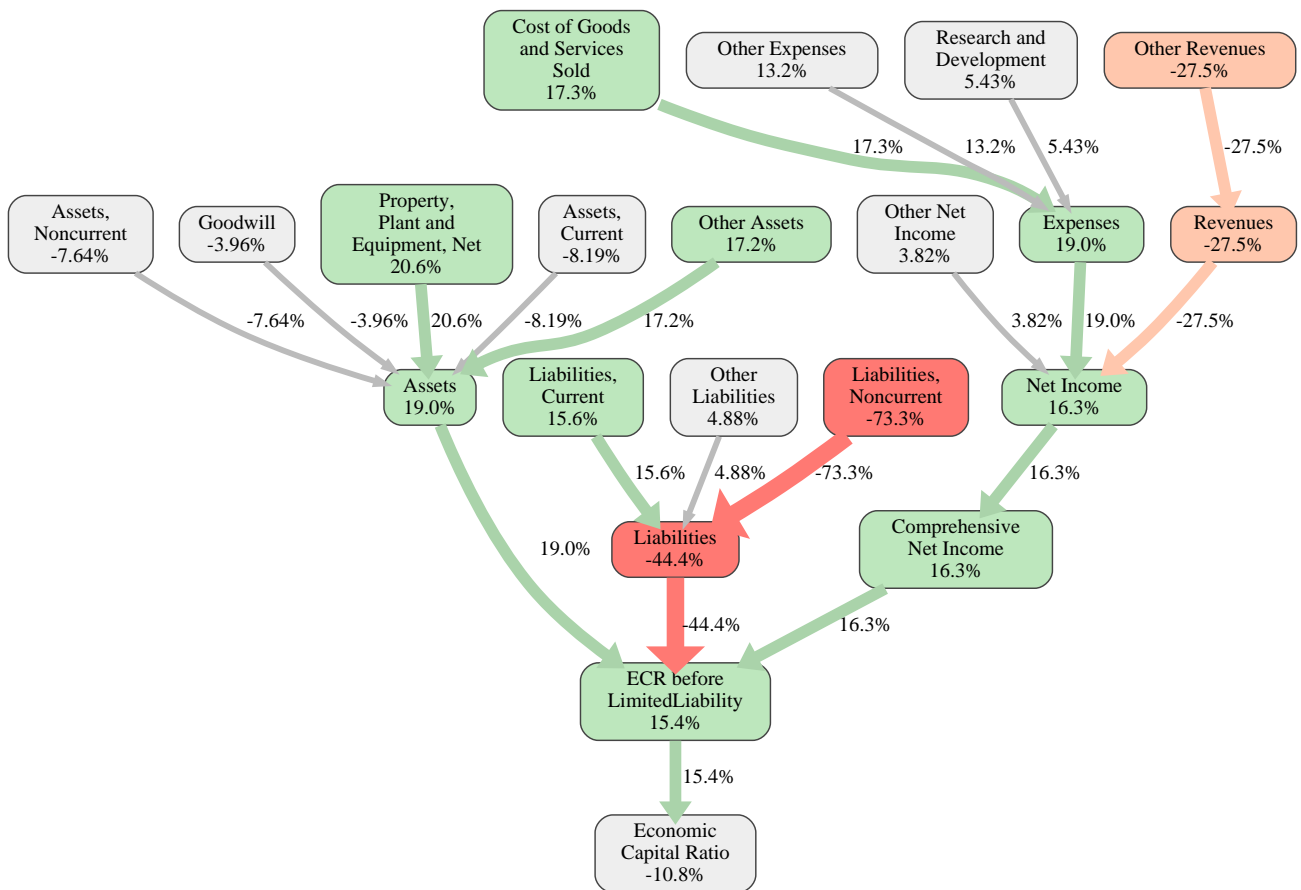 Cost of Goods
and Services
Sold
17.3%
Other Expenses
13.2%
Research and
Development
5.43%
Other Revenues
-27.5%
17.3%
13.2%
5.43%
-27.5%
Assets,
Noncurrent
-7.64%
Goodwill
-3.96%
Property,
Plant and
Equipment, Net
20.6%
Assets,
Current
-8.19%
Other Assets
17.2%
Other Net
Income
3.82%
Expenses
19.0%
Revenues
-27.5%
-7.64%
-3.96%
20.6%
-8.19%
17.2%
3.82%
19.0%
-27.5%
Assets
19.0%
Liabilities,
Current
15.6%
Other
Liabilities
4.88%
Liabilities,
Noncurrent
-73.3%
Net Income
16.3%
15.6%
4.88%
-73.3%
16.3%
Liabilities
-44.4%
Comprehensive
Net Income
16.3%
19.0%
-44.4%
16.3%
ECR before
LimitedLiability
15.4%
15.4%
Economic
Capital Ratio
-10.8%